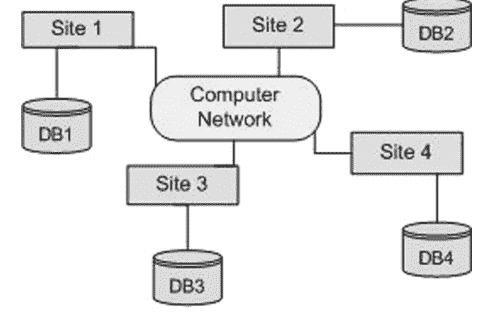 Site 1
Site 2
DB2
DB1
Computer
Network
Site 4
Site 3
DB4
DB3